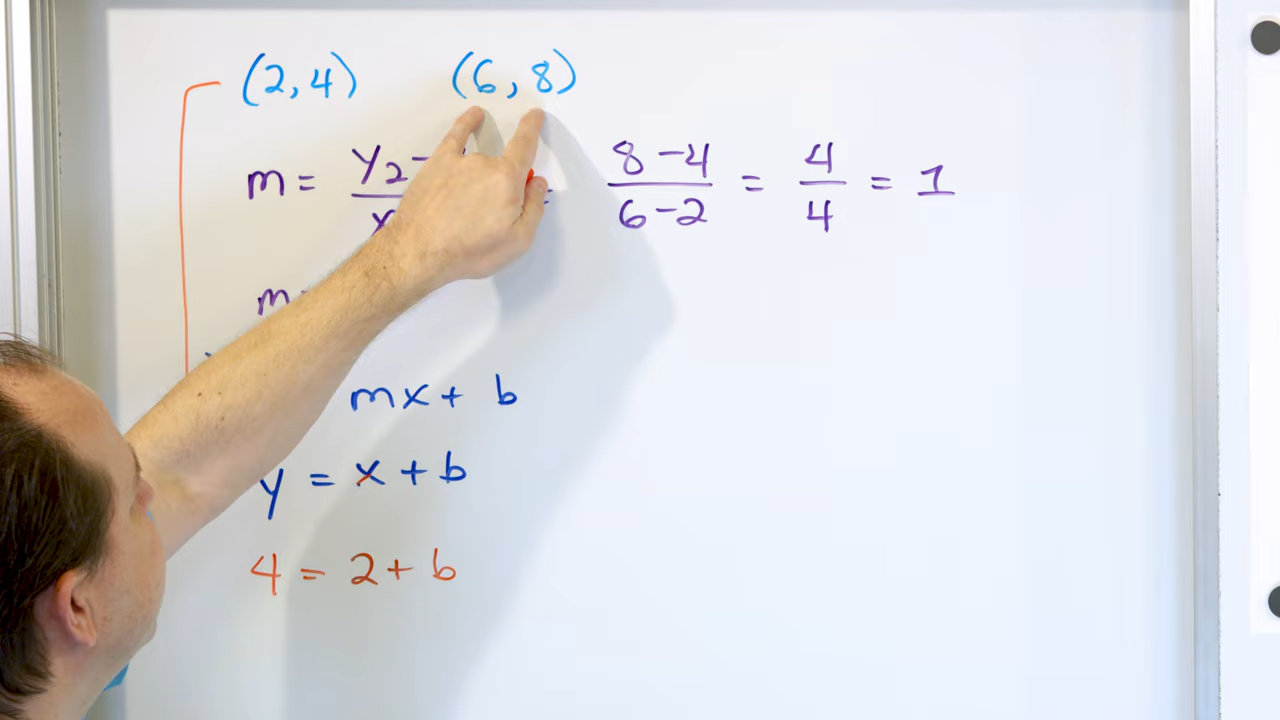 (2,4) (6,8)
m = y₂- = 8-4/6-2 = 4/4 = 1
m
mx + b
y = x + b
4 = 2 + b